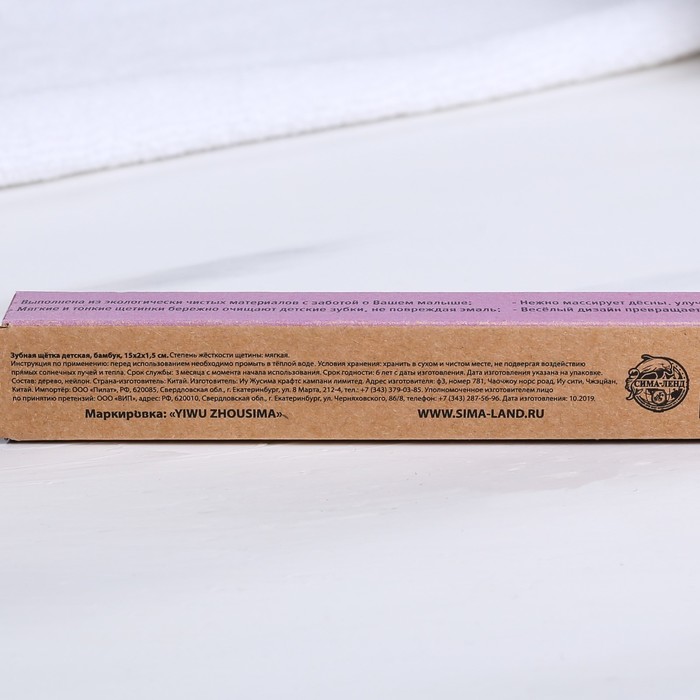 - Выполнена из экологически чистых материалов с заботой о Вашем малыше; - Нежно массирует дёсны,
- Мягкие и тонкие щетинки бережно очищают детские зубки, не повреждая эмаль; - Весёлый дизайн превращает
Зубная щётка детская, бамбук, 15х2х1,5 см. Степень жёсткости щетины: мягкая.
Инструкция по применению: перед использованием необходимо промыть в тёплой воде. Условия хранения: хранить в сухом и чистом месте, не подвергая воздействию
прямых солнечных лучей и тепла. Срок службы: 3 месяца с момента начала использования. Срок годности: 6 лет с даты изготовления. Дата изготовления указана на упаковке.
Состав: дерево, нейлон. Страна-изготовитель: Китай. Изготовитель: Иу Жусима крафтс кампани лимитед. Адрес изготовителя: ф3, номер 781, Чаочжоу норс роад, Иу сити, Чжэцзян,
Китай. Импортёр: ООО «Пилат», РФ, 620085, Свердловская обл., г. Екатеринбург, ул. 8 Марта, 212-4, тел.: +7 (343) 379-03-85. Уполномоченное изготовителем лицо
по принятию претензий: ООО «ВИП», адрес: РФ, 620010, Свердловская обл., г. Екатеринбург, ул. Черняховского, 86/8, телефон: +7 (343) 287-56-96. Дата изготовления: 10.2019.
СИМА-ЛЕНД
Маркировка: «YIWU ZHOUSIMA» WWW.SIMA-LAND.RU